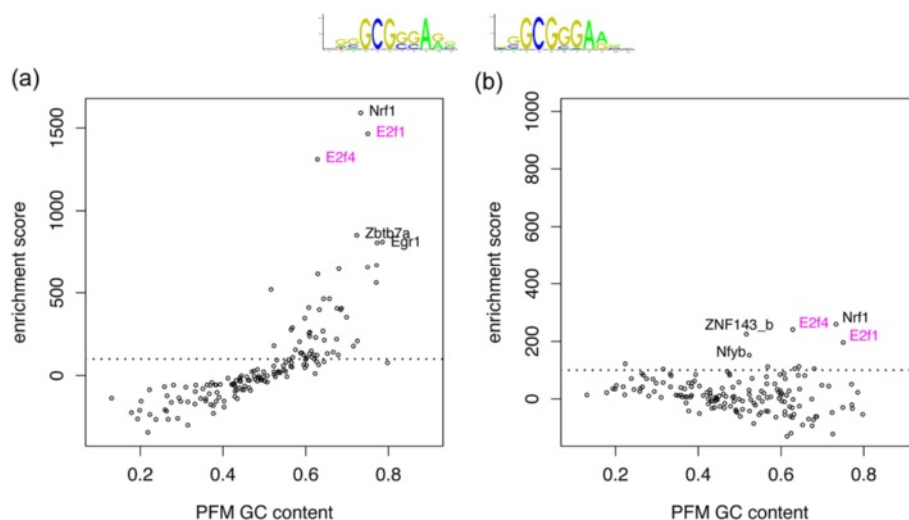 (a)
(b)
Nrf1
E2f1
E2f4
Zbtb7a
Egr1
enrichment score
1500
1000
500
0
0.2 0.4 0.6 0.8
PFM GC content
ZNF143_b
E2f4
Nrf1
E2f1
Nfyb
enrichment score
1000
800
600
400
200
0
0.2 0.4 0.6 0.8
PFM GC content